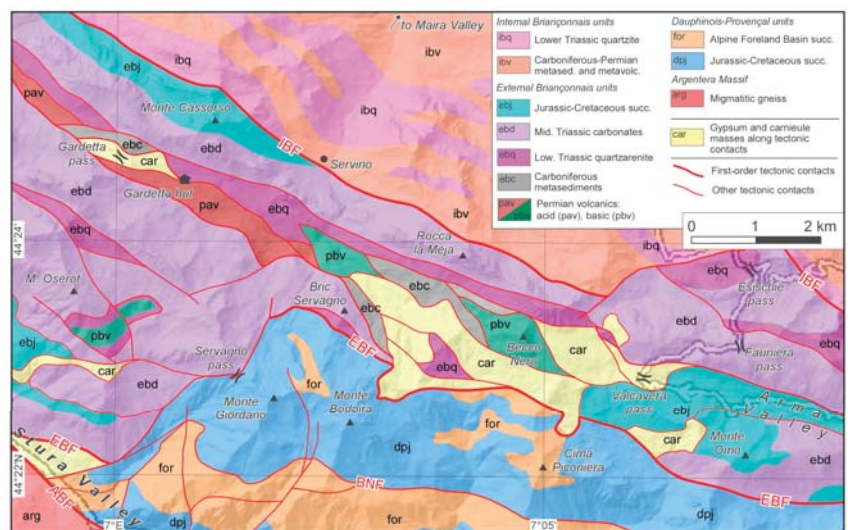 to Maira Valley
ibq
ibv
ebj
ibq
pav
Monte Cassorso
ebc
ebd
IBF
Gardetta
pass
car
Servino
Gardetta hut
ebd
pav
ebq
ibv
ebq
44°24'
Rocca
la Meja
ibq
pbv
ebq
IBF
M. Oserot
ebc
Esischie
pass
Bric
Servagno
ebc
ebd
pbv
pbv
ebj
EBF
Becco
Nero
car
Fauniera
pass
ebq
Servagno
pass
car
ebq
car
ebd
for
Valcavera
pass
Arma
Valley
Monte
Giordano
Monte
Bodoira
ebj
for
car
Monte
Omo
EBF
dpj
Cima
Piconiera
ebd
Stura Valley
for
44°22'
ABF
BNF
EBF
arg
dpj
7°E
for
7°05'
dpj
Internal Briançonnais units
ibq Lower Triassic quartzite
ibv Carboniferous-Permian
metased. and metavolc.
External Briançonnais units
ebj Jurassic-Cretaceous succ.
ebd Mid. Triassic carbonates
ebq Low. Triassic quartzarenite
ebc Carboniferous
metasediments
pav Permian volcanics:
pbv acid (pav), basic (pbv)
Dauphinois-Provençal units
for Alpine Foreland Basin succ.
dpj Jurassic-Cretaceous succ.
Argentera Massif
arg Migmatitic gneiss
car Gypsum and carnieule
masses along tectonic
contacts
First-order tectonic contacts
Other tectonic contacts
0 1 2 km